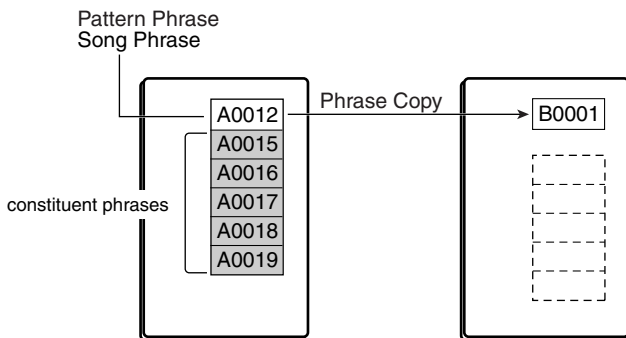 Pattern Phrase
Song Phrase
A0012
Phrase Copy
B0001
A0015
A0016
constituent phrases
A0017
A0018
A0019